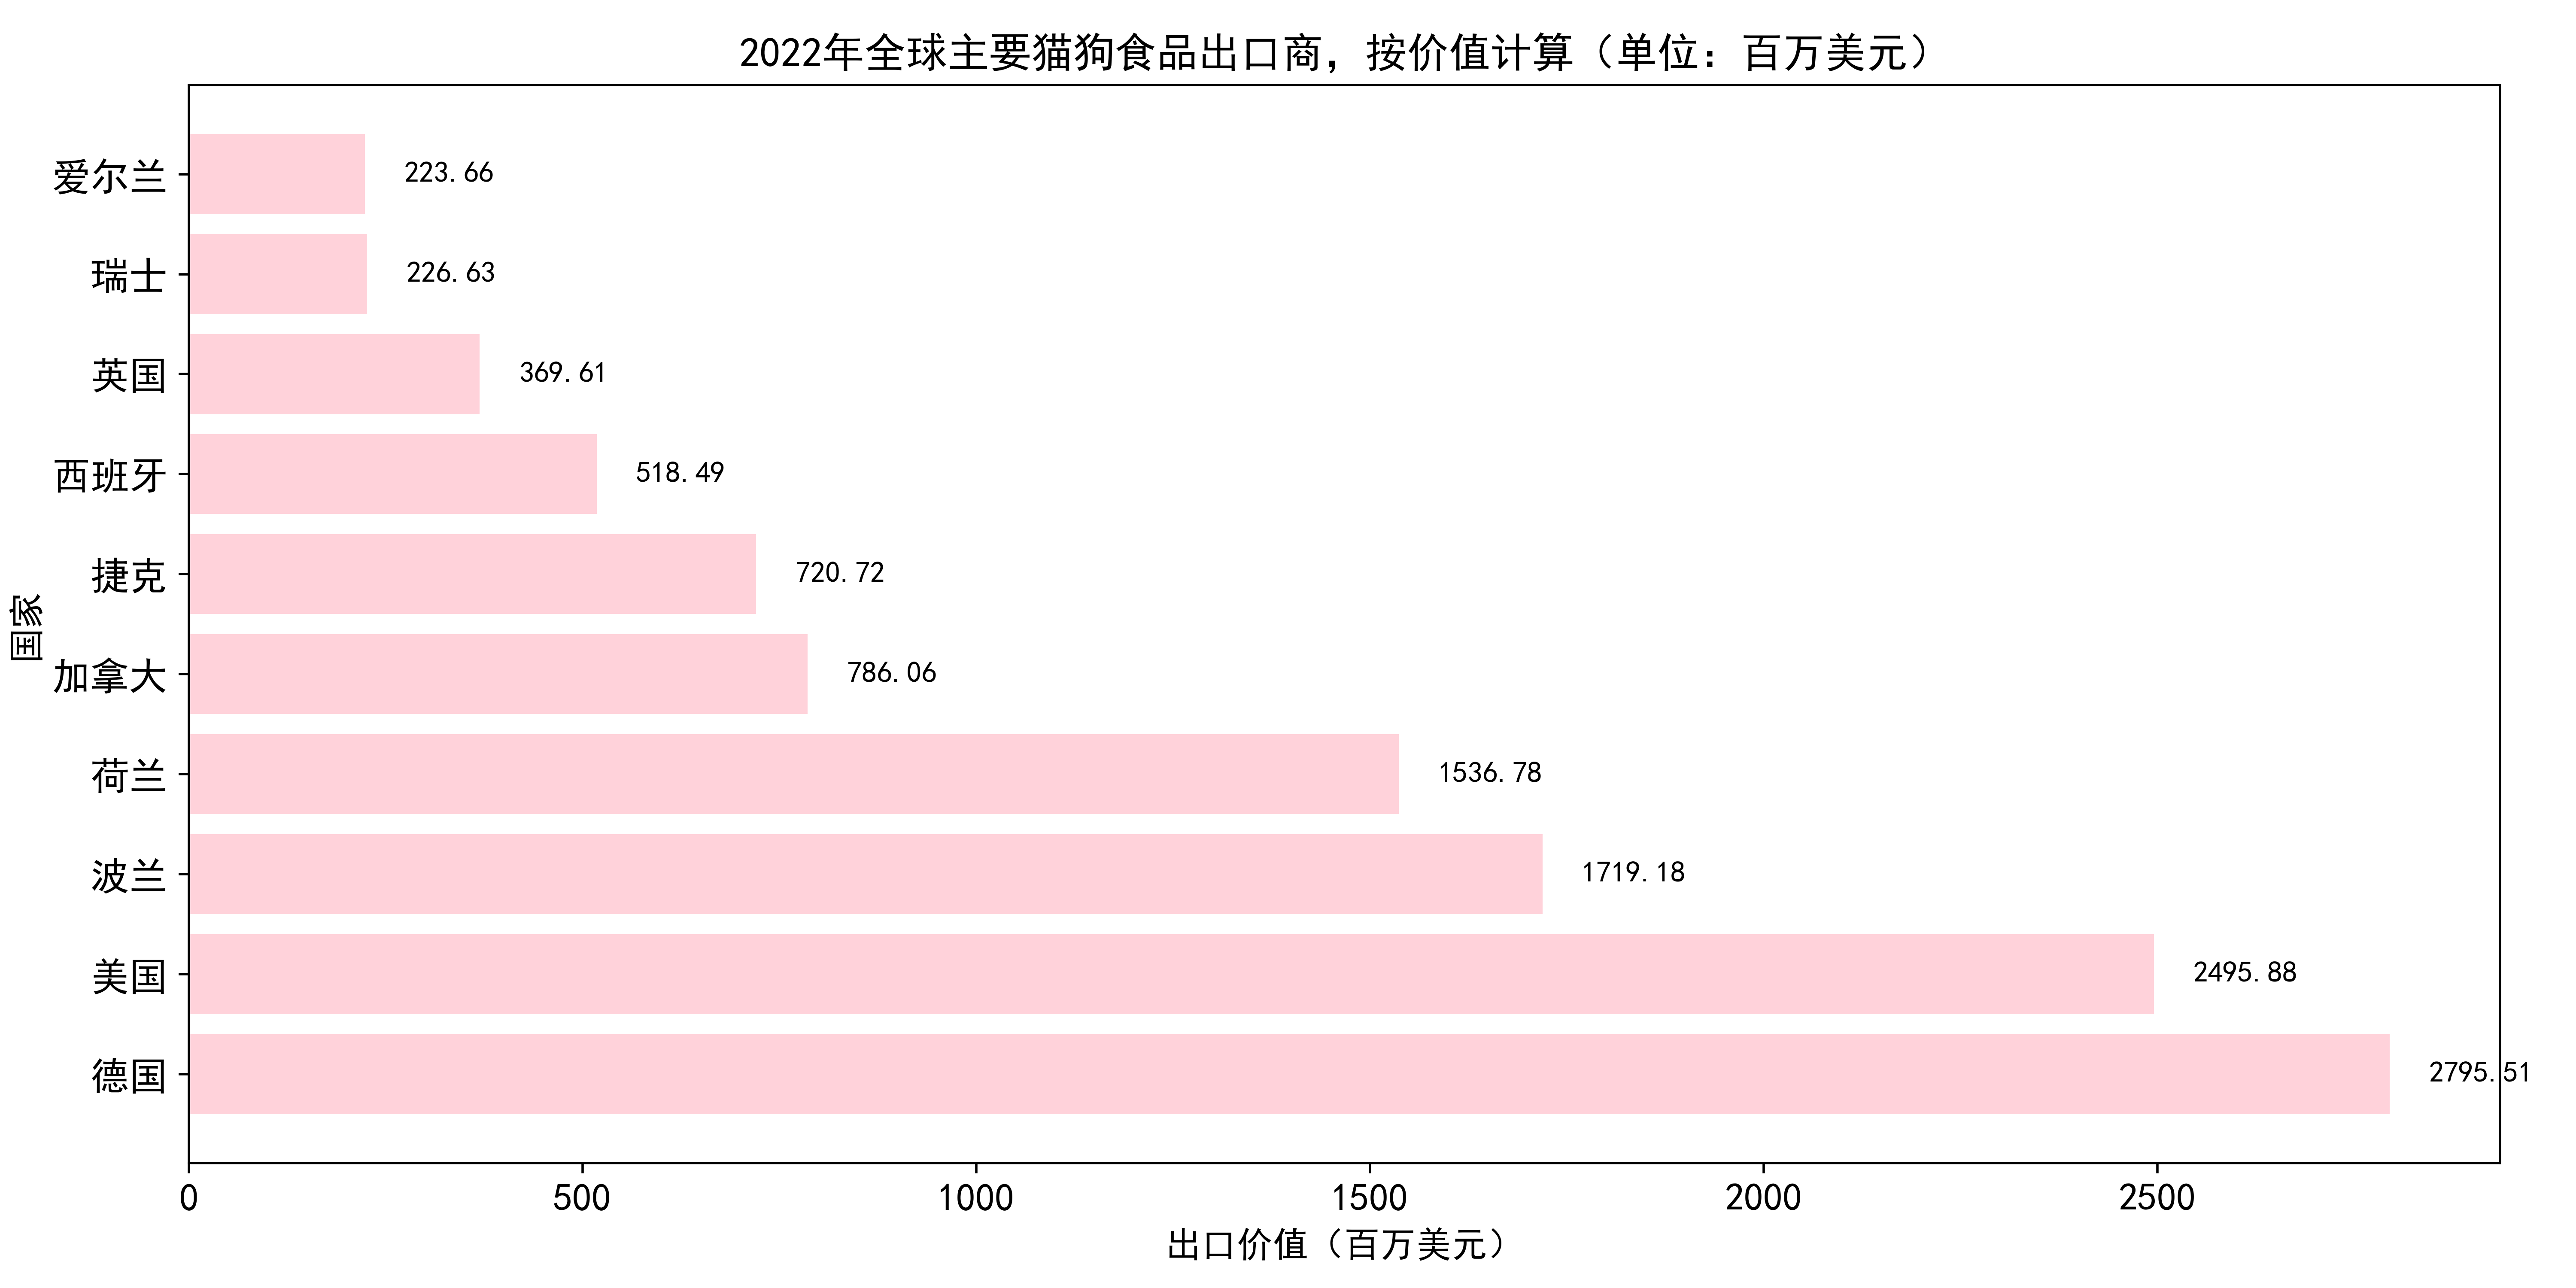 2022年全球主要猫狗食品出口商，按价值计算（单位：百万美元）
爱尔兰 223.66
瑞士 226.63
英国 369.61
西班牙 518.49
捷克 720.72
国家
加拿大 786.06
荷兰 1536.78
波兰 1719.18
美国 2495.88
德国 2795.51
0 500 1000 1500 2000 2500
出口价值（百万美元）